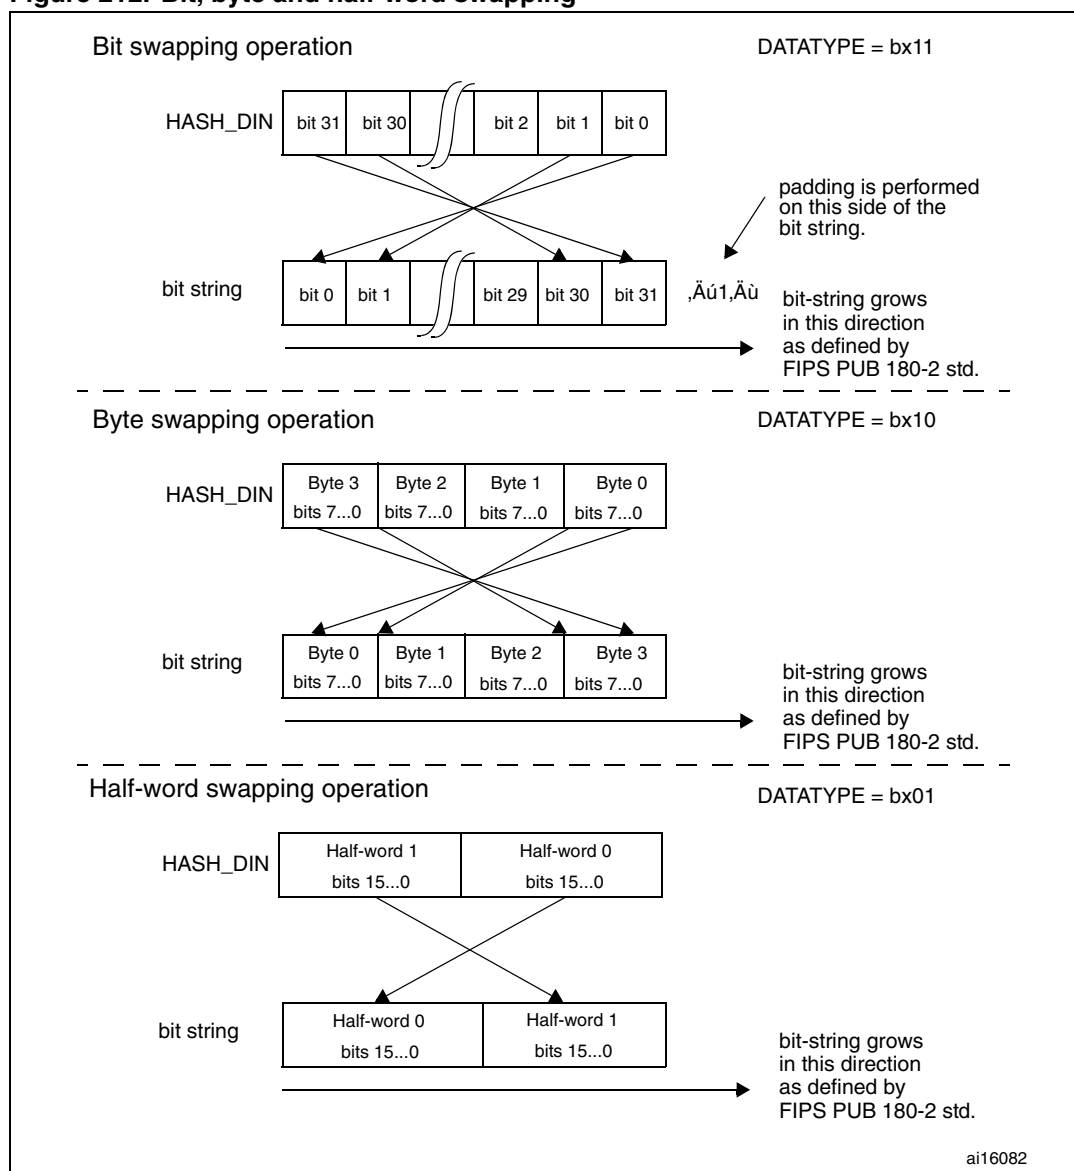 Figure 212. Bit, byte and half-word swapping
Bit swapping operation
DATATYPE = bx11
HASH_DIN
bit 31 bit 30 bit 2 bit 1 bit 0
padding is performed
on this side of the
bit string.
bit string
bit 0 bit 1 bit 29 bit 30 bit 31
‚Äú1‚Äù
bit-string grows
in this direction
as defined by
FIPS PUB 180-2 std.
Byte swapping operation
DATATYPE = bx10
HASH_DIN
Byte 3 Byte 2 Byte 1 Byte 0
bits 7...0 bits 7...0 bits 7...0 bits 7...0
bit string
Byte 0 Byte 1 Byte 2 Byte 3
bits 7...0 bits 7...0 bits 7...0 bits 7...0
bit-string grows
in this direction
as defined by
FIPS PUB 180-2 std.
Half-word swapping operation
DATATYPE = bx01
HASH_DIN
Half-word 1 Half-word 0
bits 15...0 bits 15...0
bit string
Half-word 0 Half-word 1
bits 15...0 bits 15...0
bit-string grows
in this direction
as defined by
FIPS PUB 180-2 std.
ai16082